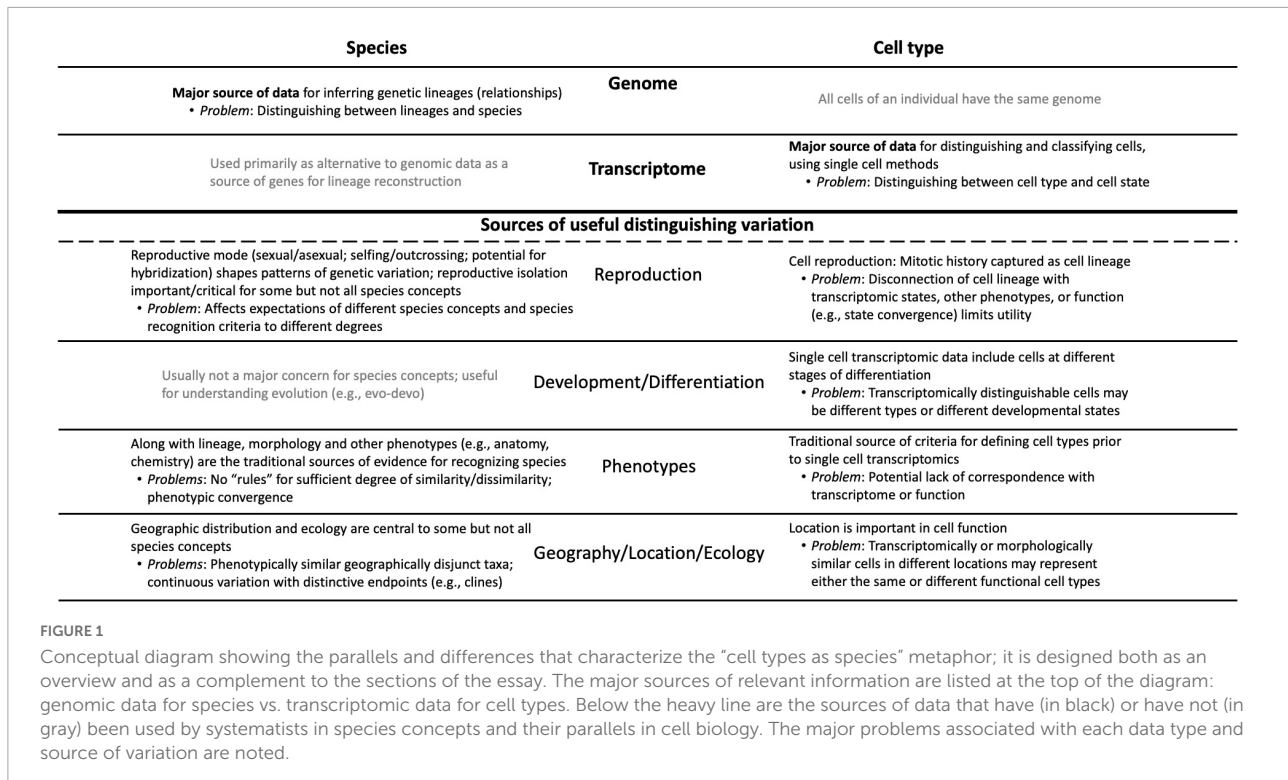 Species
Cell type
Genome
Major source of data for inferring genetic lineages (relationships)
• Problem: Distinguishing between lineages and species
All cells of an individual have the same genome
Used primarily as alternative to genomic data as a
source of genes for lineage reconstruction
Transcriptome
Major source of data for distinguishing and classifying cells,
using single cell methods
• Problem: Distinguishing between cell type and cell state
Sources of useful distinguishing variation
Reproductive mode (sexual/asexual; selfing/outcrossing; potential for
hybridization) shapes patterns of genetic variation; reproductive isolation
important/critical for some but not all species concepts
• Problem: Affects expectations of different species concepts and species
recognition criteria to different degrees
Reproduction
Cell reproduction: Mitotic history captured as cell lineage
• Problem: Disconnection of cell lineage with
transcriptomic states, other phenotypes, or function
(e.g., state convergence) limits utility
Usually not a major concern for species concepts; useful
for understanding evolution (e.g., evo-devo)
Development/Differentiation
Single cell transcriptomic data include cells at different
stages of differentiation
• Problem: Transcriptomically distinguishable cells may
be different types or different developmental states
Along with lineage, morphology and other phenotypes (e.g., anatomy,
chemistry) are the traditional sources of evidence for recognizing species
• Problems: No “rules” for sufficient degree of similarity/dissimilarity;
phenotypic convergence
Phenotypes
Traditional source of criteria for defining cell types prior
to single cell transcriptomics
• Problem: Potential lack of correspondence with
transcriptome or function
Geographic distribution and ecology are central to some but not all
species concepts
• Problems: Phenotypically similar geographically disjunct taxa;
continuous variation with distinctive endpoints (e.g., clines)
Geography/Location/Ecology
Location is important in cell function
• Problem: Transcriptomically or morphologically
similar cells in different locations may represent
either the same or different functional cell types
FIGURE 1
Conceptual diagram showing the parallels and differences that characterize the “cell types as species” metaphor; it is designed both as an
overview and as a complement to the sections of the essay. The major sources of relevant information are listed at the top of the diagram:
genomic data for species vs. transcriptomic data for cell types. Below the heavy line are the sources of data that have (in black) or have not (in
gray) been used by systematists in species concepts and their parallels in cell biology. The major problems associated with each data type and
source of variation are noted.